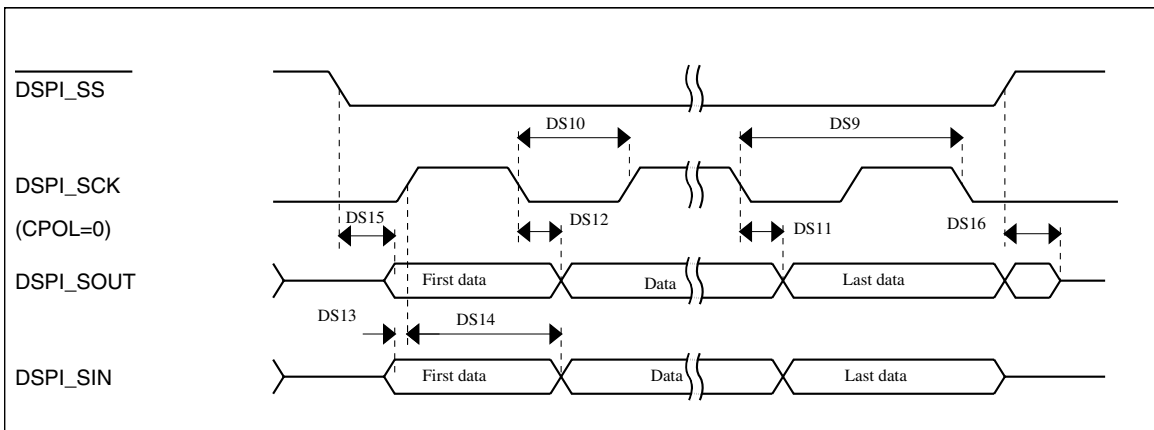 DSPI_SS
DS10
DS9
DSPI_SCK
(CPOL=0)
DS15
DS12
DS11
DS16
DSPI_SOUT
First data
Data
Last data
DS13
DS14
DSPI_SIN
First data
Data
Last data